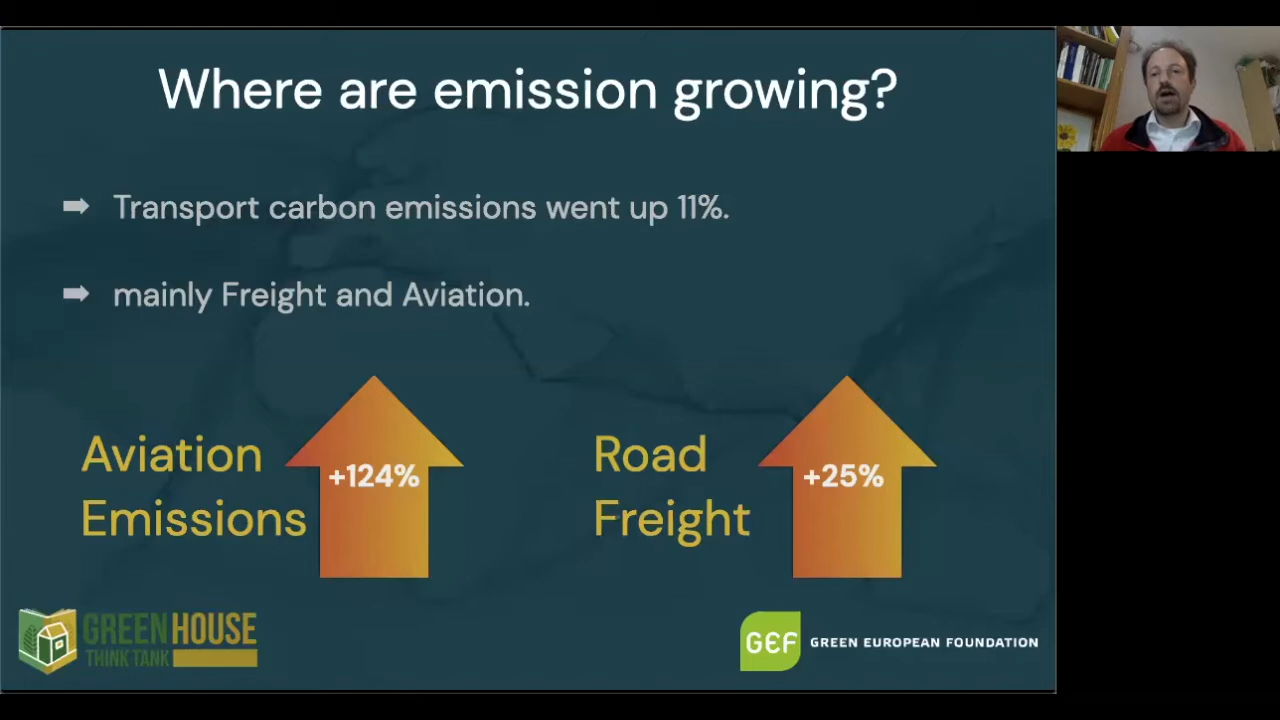 Where are emission growing?
➡ Transport carbon emissions went up 11%.
➡ mainly Freight and Aviation.
Aviation
Emissions
+124%
Road
Freight
+25%
GREENHOUSE
THINK TANK
GEF GREEN EUROPEAN FOUNDATION